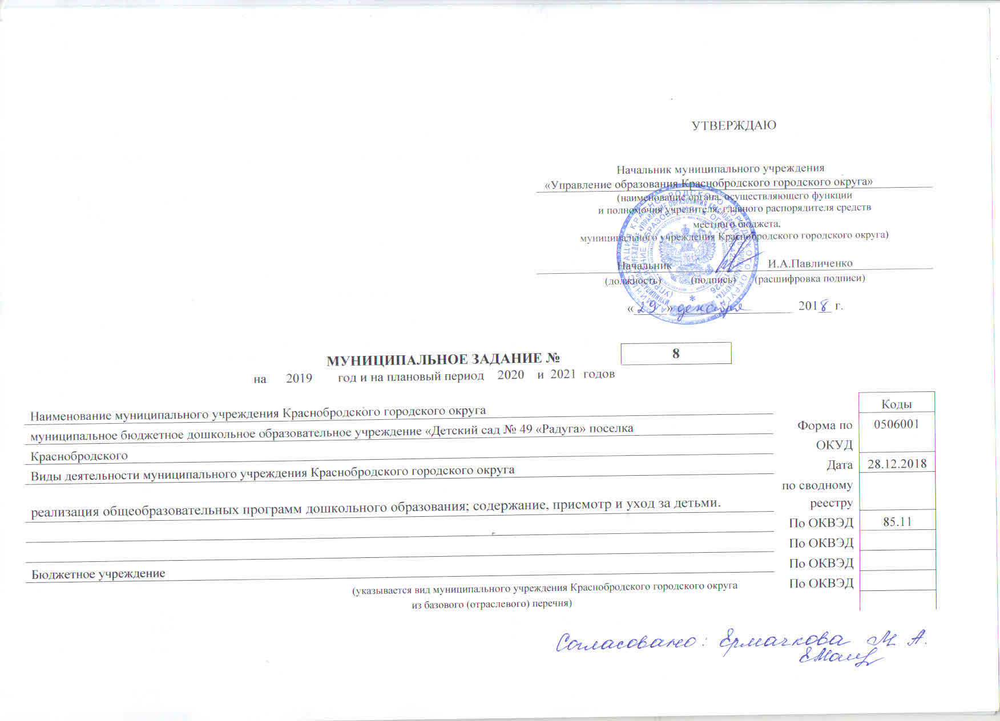 УТВЕРЖДАЮ
Начальник муниципального учреждения
«Управление образования Краснобродского городского округа»
(наименование органа, осуществляющего функции
и полномочия учредителя, главного распорядителя средств
местного бюджета,
муниципального учреждения Краснобродского городского округа)
Начальник И.А.Павличенко
(должность) (подпись) (расшифровка подписи)
«29» декабря 2018 г.
МУНИЦИПАЛЬНОЕ ЗАДАНИЕ № 8
на 2019 год и на плановый период 2020 и 2021 годов
Коды
Наименование муниципального учреждения Краснобродского городского округа
муниципальное бюджетное дошкольное образовательное учреждение «Детский сад № 49 «Радуга» поселка
Краснобродского
Форма по 0506001
ОКУД
Виды деятельности муниципального учреждения Краснобродского городского округа
Дата 28.12.2018
по сводному
реестру
реализация общеобразовательных программ дошкольного образования; содержание, присмотр и уход за детьми.
По ОКВЭД 85.11
По ОКВЭД
По ОКВЭД
Бюджетное учреждение
По ОКВЭД
(указывается вид муниципального учреждения Краснобродского городского округа
из базового (отраслевого) перечня)
Согласовано: Ермачкова М. А.